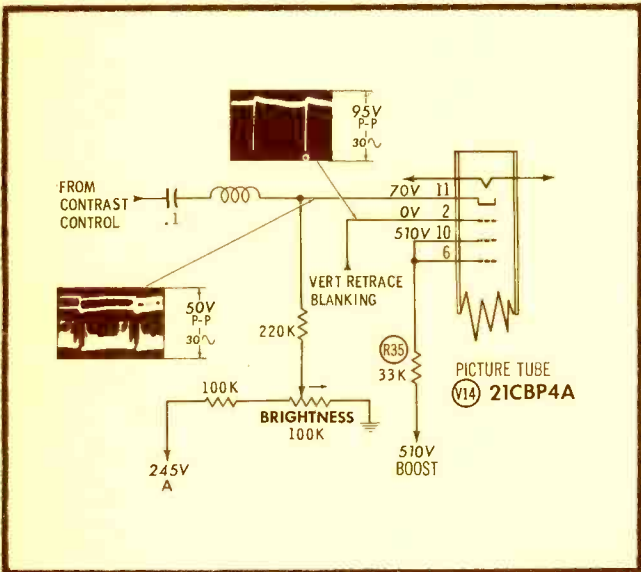 95V
P-P
30∿
FROM
CONTRAST
CONTROL
.1
70V 11
0V 2
510V 10
6
VERT RETRACE
BLANKING
50V
P-P
30∿
220K
R35
33K
PICTURE TUBE
V14 21CBP4A
100K
BRIGHTNESS
100K
245V
A
510V
BOOST